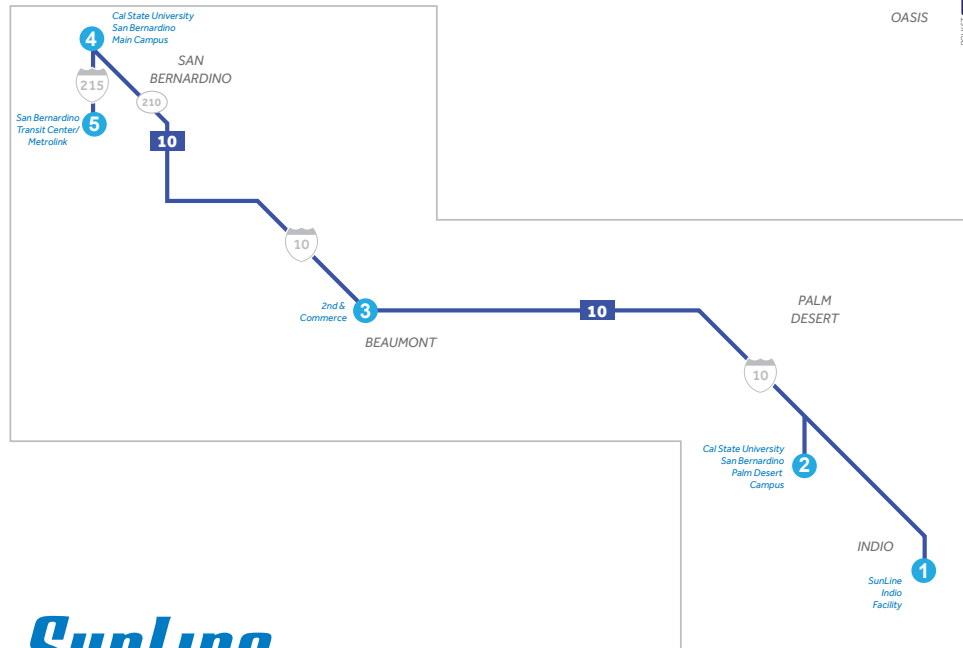 Cal State University
San Bernardino
Main Campus
4
SAN
BERNARDINO
215
210
San Bernardino
Transit Center/
Metrolink
5
10
OASIS
10
2nd &
Commerce
3
BEAUMONT
10
PALM
DESERT
10
Cal State University
San Bernardino
Palm Desert
Campus
2
INDIO
1
SunLine
Indio
Facility
SunLine